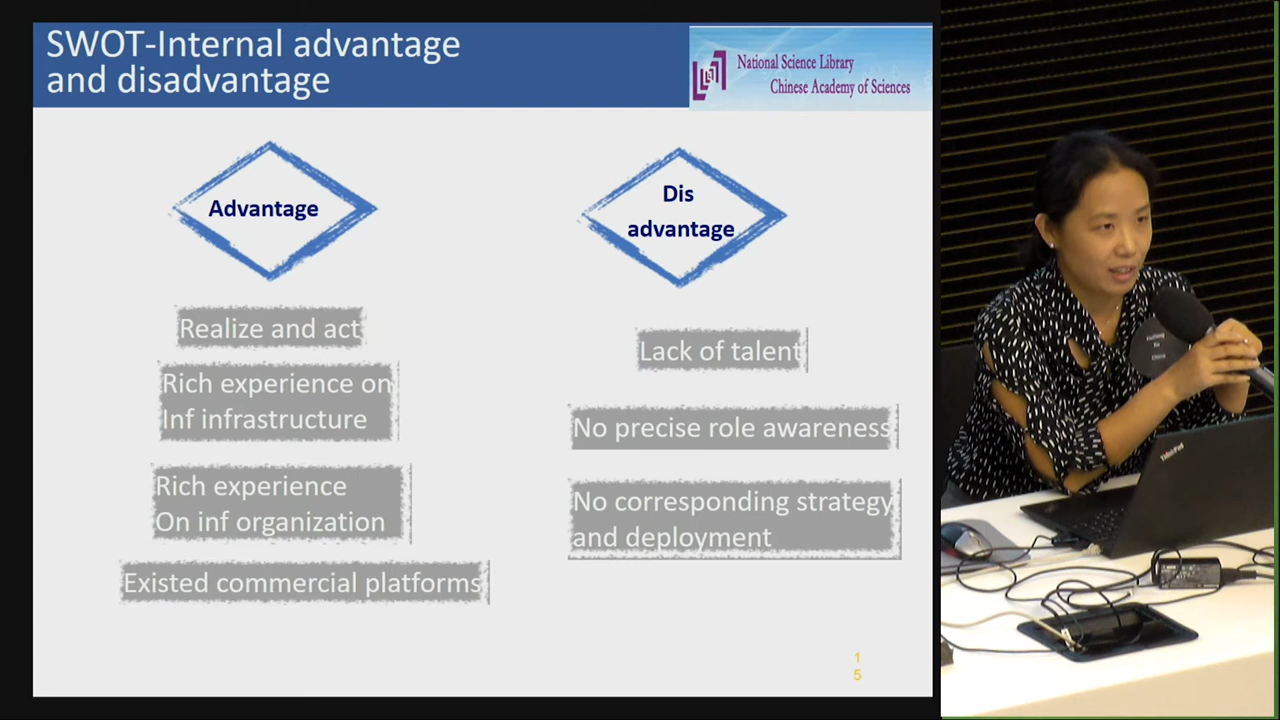 SWOT-Internal advantage
and disadvantage
National Science Library
Chinese Academy of Sciences
Advantage
Dis
advantage
Realize and act
Rich experience on
Inf infrastructure
Rich experience
On inf organization
Existed commercial platforms
Lack of talent
No precise role awareness
No corresponding strategy
and deployment
1
5
ThinkPad